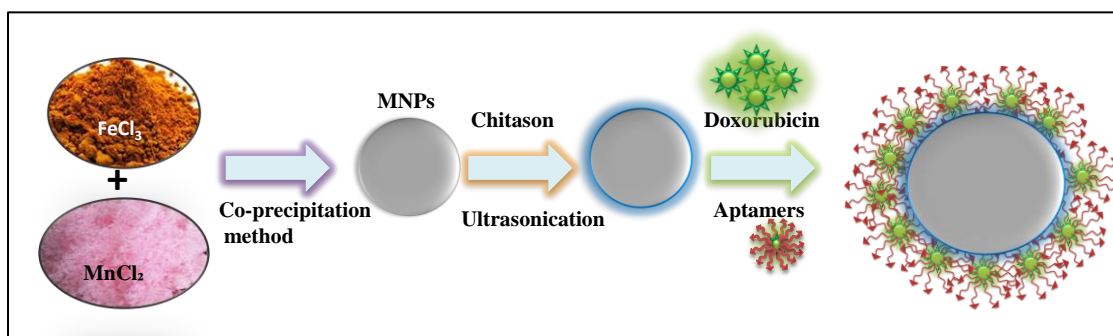 FeCl₃
+
MnCl₂
Co-precipitation
method
MNPs
Chitason
Ultrasonication
Doxorubicin
Aptamers